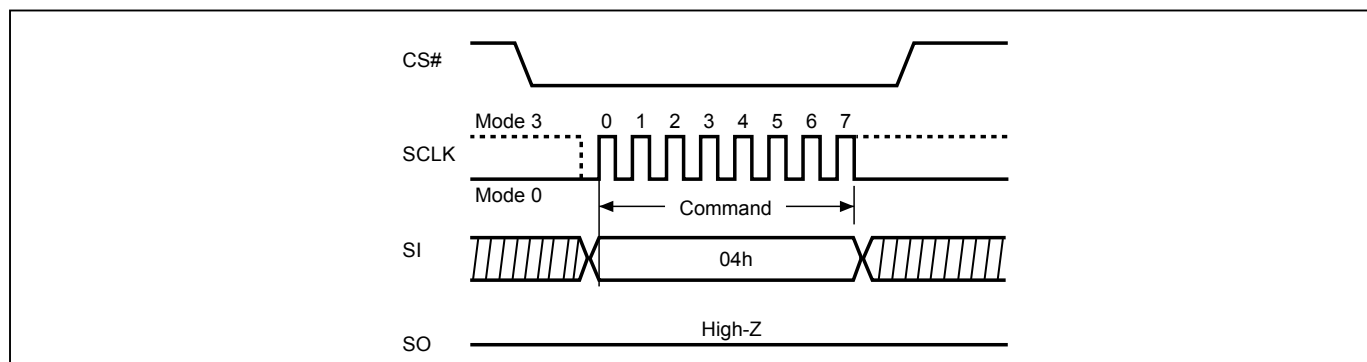 CS#
Mode 3 0 1 2 3 4 5 6 7
SCLK
Mode 0
Command
SI
04h
High-Z
SO